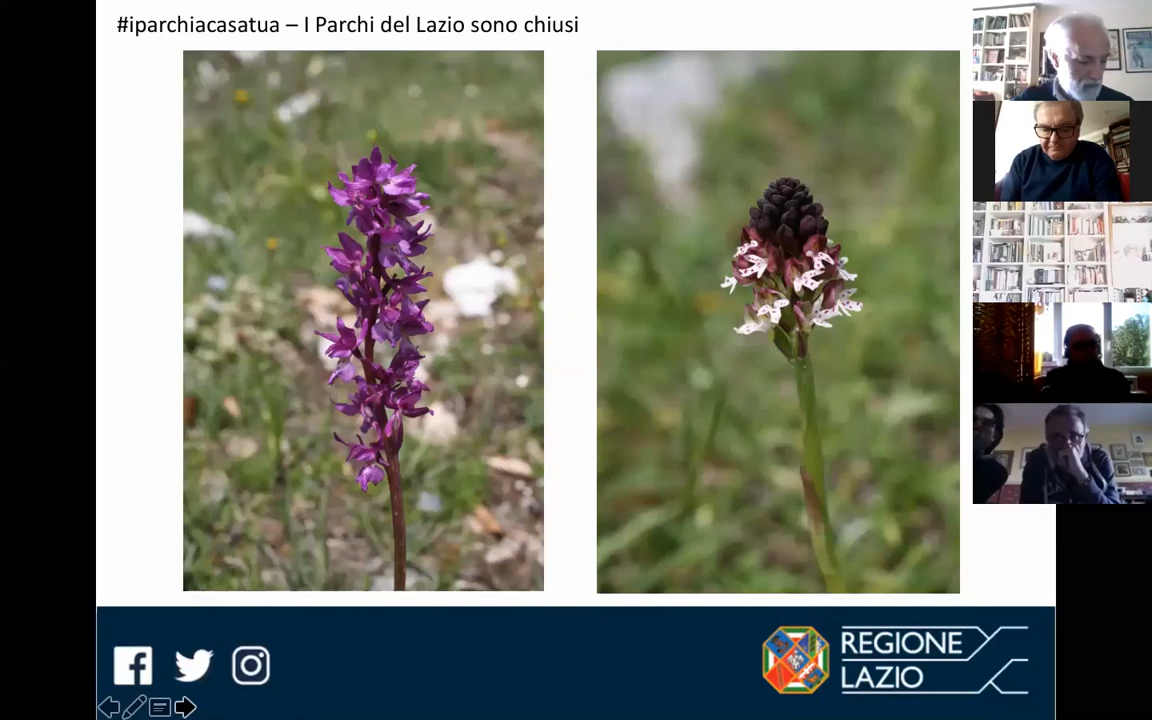 #iparchiacasatua – I Parchi del Lazio sono chiusi
REGIONE
LAZIO